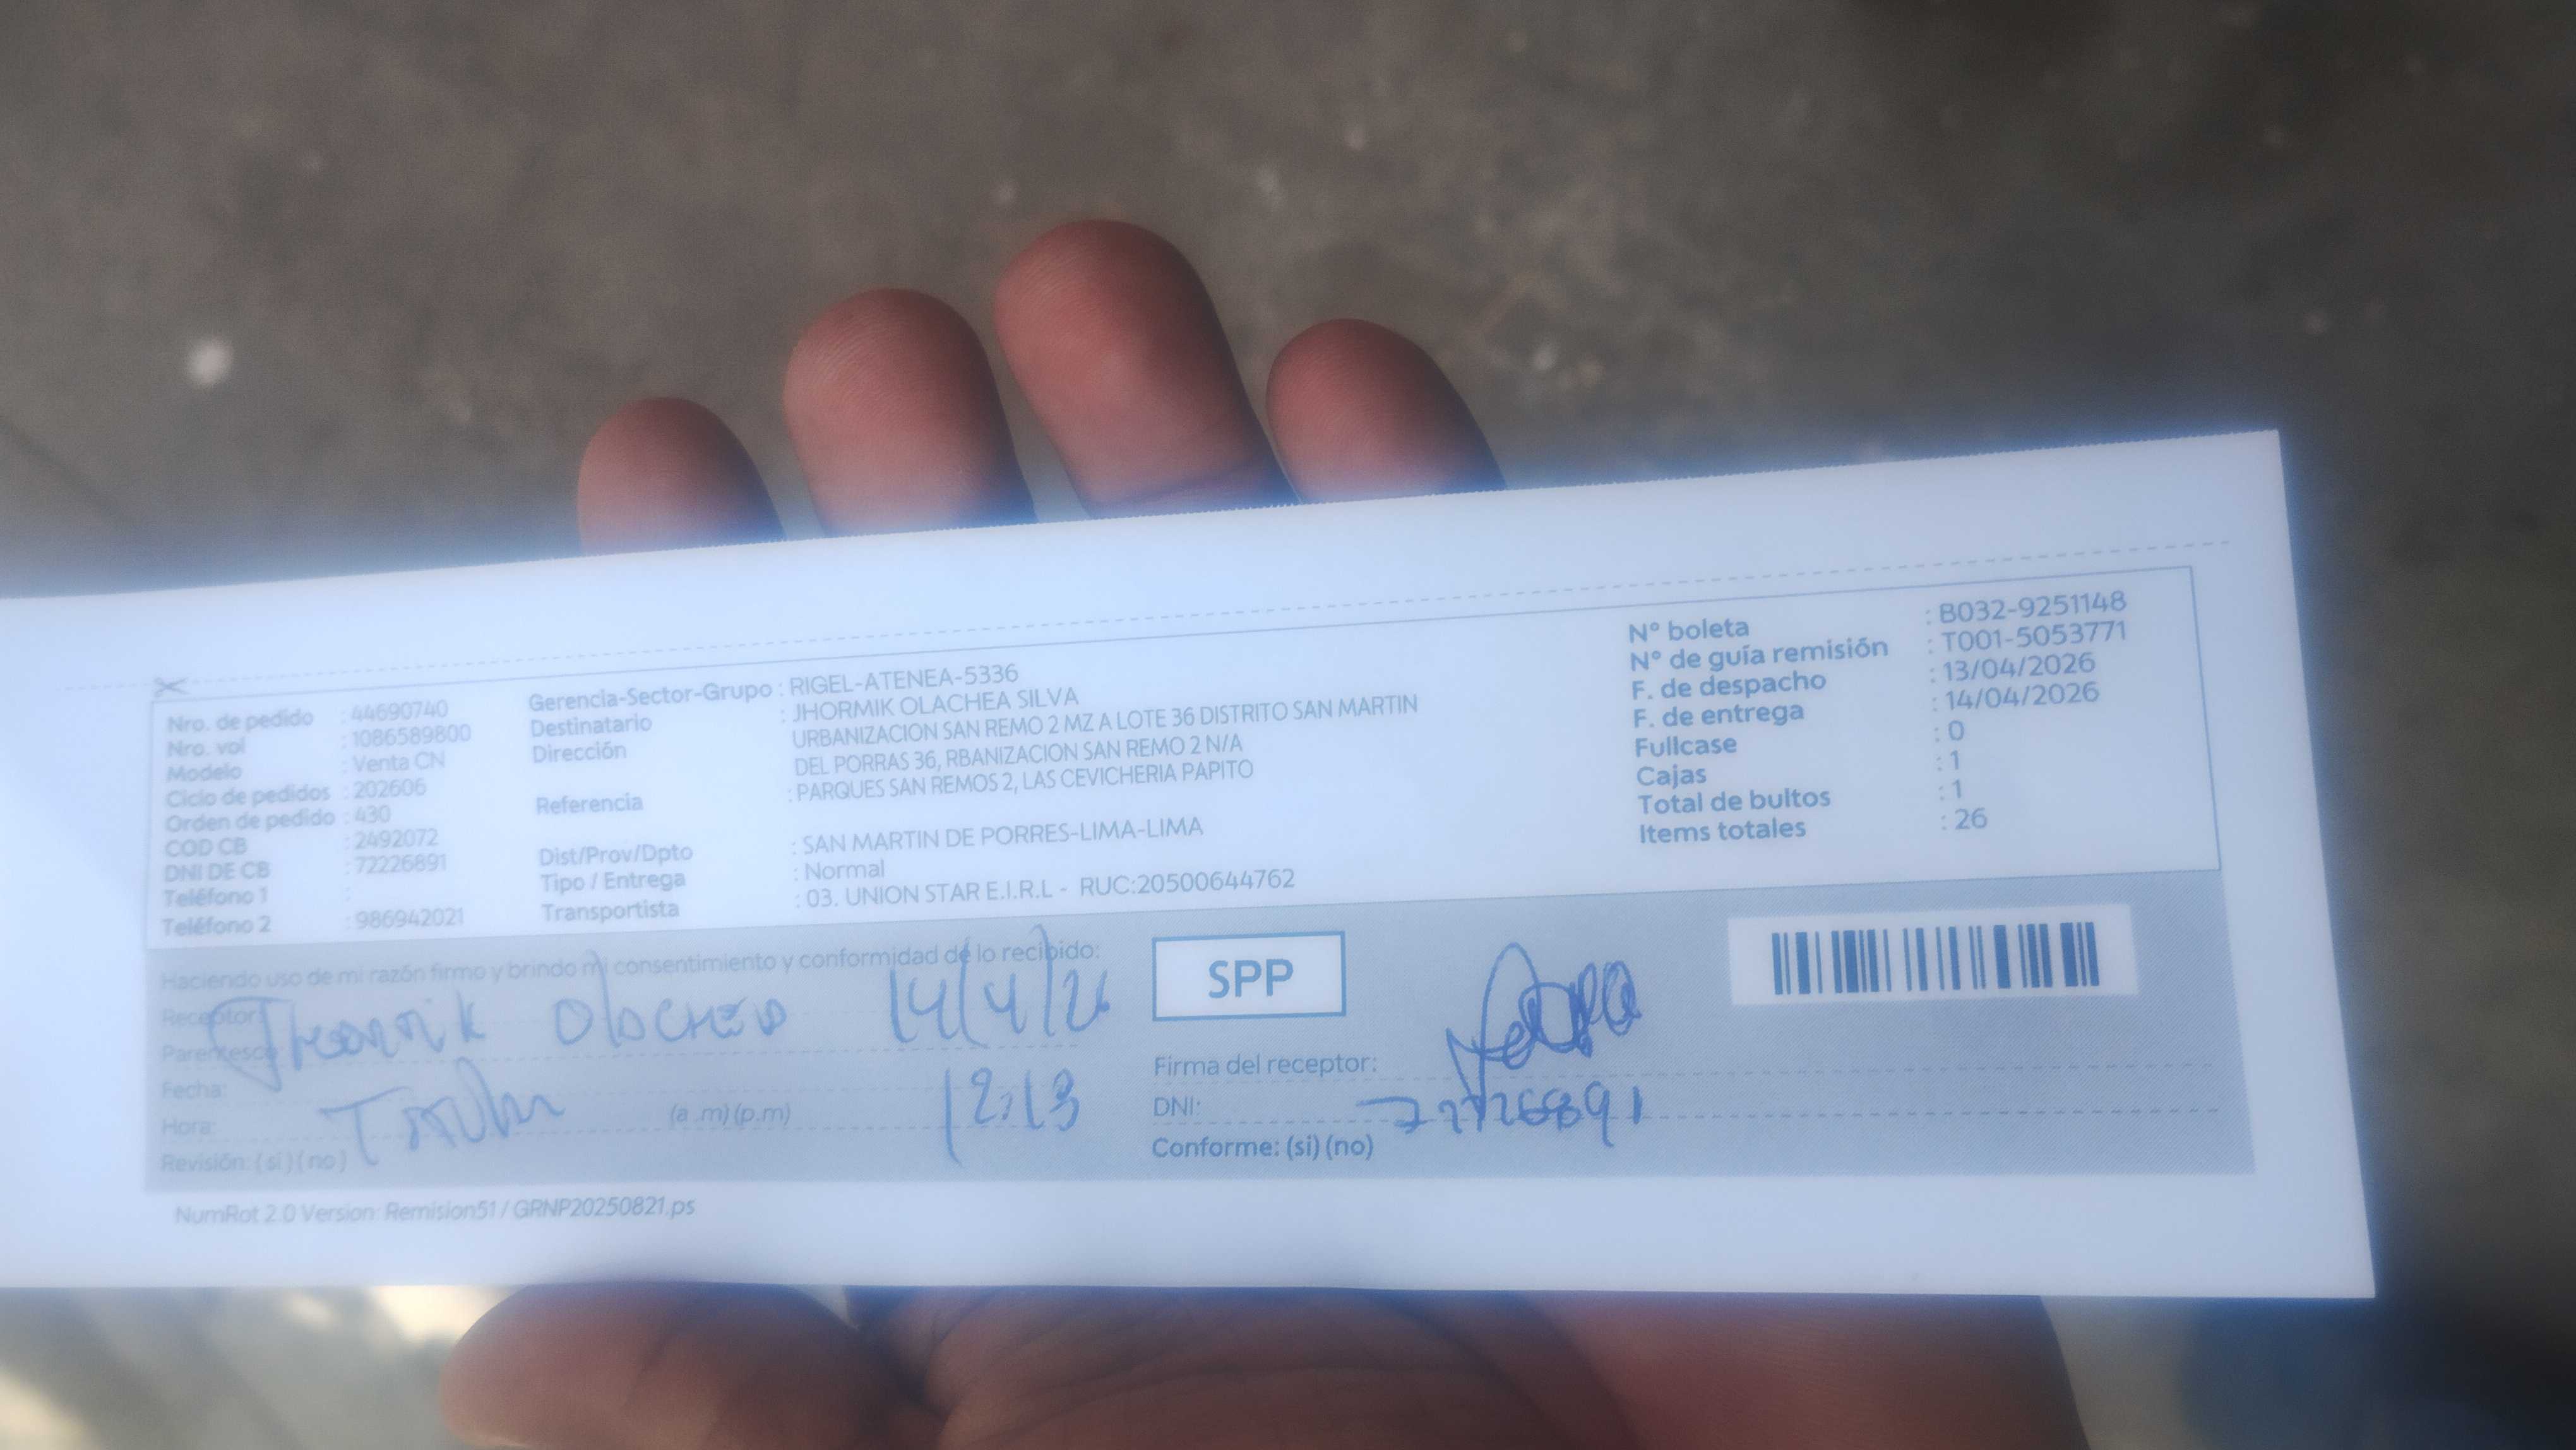 Nro. de pedido : 44690740
Nro. vol : 1086589800
Modelo : Venta CN
Ciclo de pedidos : 202606
Orden de pedido : 430
COD CB : 2492072
DNI DE CB : 72226891
Teléfono 1 :
Teléfono 2 : 986942021
Gerencia-Sector-Grupo : RIGEL-ATENEA-5336
Destinatario : JHORMIK OLACHEA SILVA
Dirección URBANIZACION SAN REMO 2 MZ A LOTE 36 DISTRITO SAN MARTIN
DEL PORRAS 36, RBANIZACION SAN REMO 2 N/A
Referencia : PARQUES SAN REMOS 2, LAS CEVICHERIA PAPITO
Dist/Prov/Dpto : SAN MARTIN DE PORRES-LIMA-LIMA
Tipo / Entrega : Normal
Transportista : 03. UNION STAR E.I.R.L - RUC:20500644762
N° boleta : B032-9251148
N° de guía remisión : T001-5053771
F. de despacho : 13/04/2026
F. de entrega : 14/04/2026
Fullcase : 0
Cajas : 1
Total de bultos : 1
Items totales : 26
Haciendo uso de mi razón firmo y brindo mi consentimiento y conformidad de lo recibido:
Receptor: 14/4/26
Parentesco
Fecha:
Hora: (a .m) (p.m) 12:13
Revisión: (si) (no)
SPP
Firma del receptor:
DNI:
Conforme: (si) (no)
NumRot 2.0 Version: Remision51 / GRNP20250821.ps